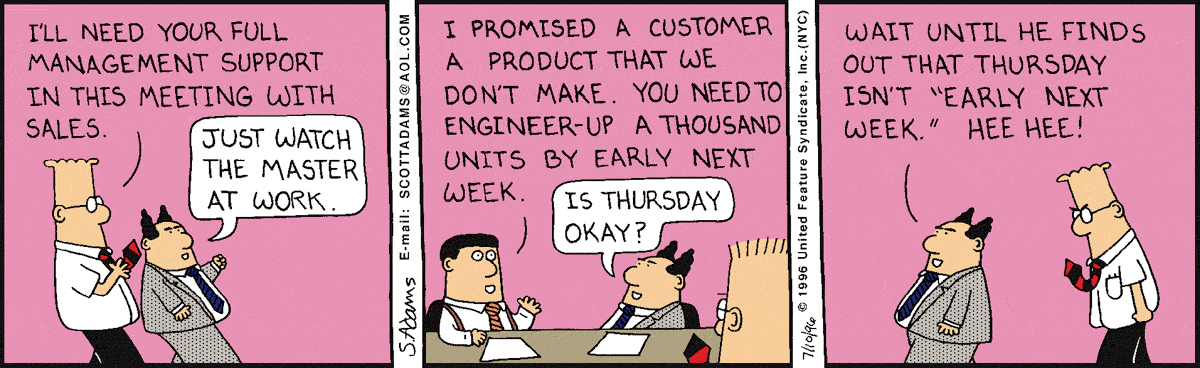 I'LL NEED YOUR FULL
MANAGEMENT SUPPORT
IN THIS MEETING WITH
SALES.
JUST WATCH
THE MASTER
AT WORK.
S.Adams E-mail: SCOTTADAMS@AOL.COM
I PROMISED A CUSTOMER
A PRODUCT THAT WE
DON'T MAKE. YOU NEED TO
ENGINEER-UP A THOUSAND
UNITS BY EARLY NEXT
WEEK.
IS THURSDAY
OKAY?
7/10/96 © 1996 United Feature Syndicate, Inc.(NYC)
WAIT UNTIL HE FINDS
OUT THAT THURSDAY
ISN'T "EARLY NEXT
WEEK." HEE HEE!